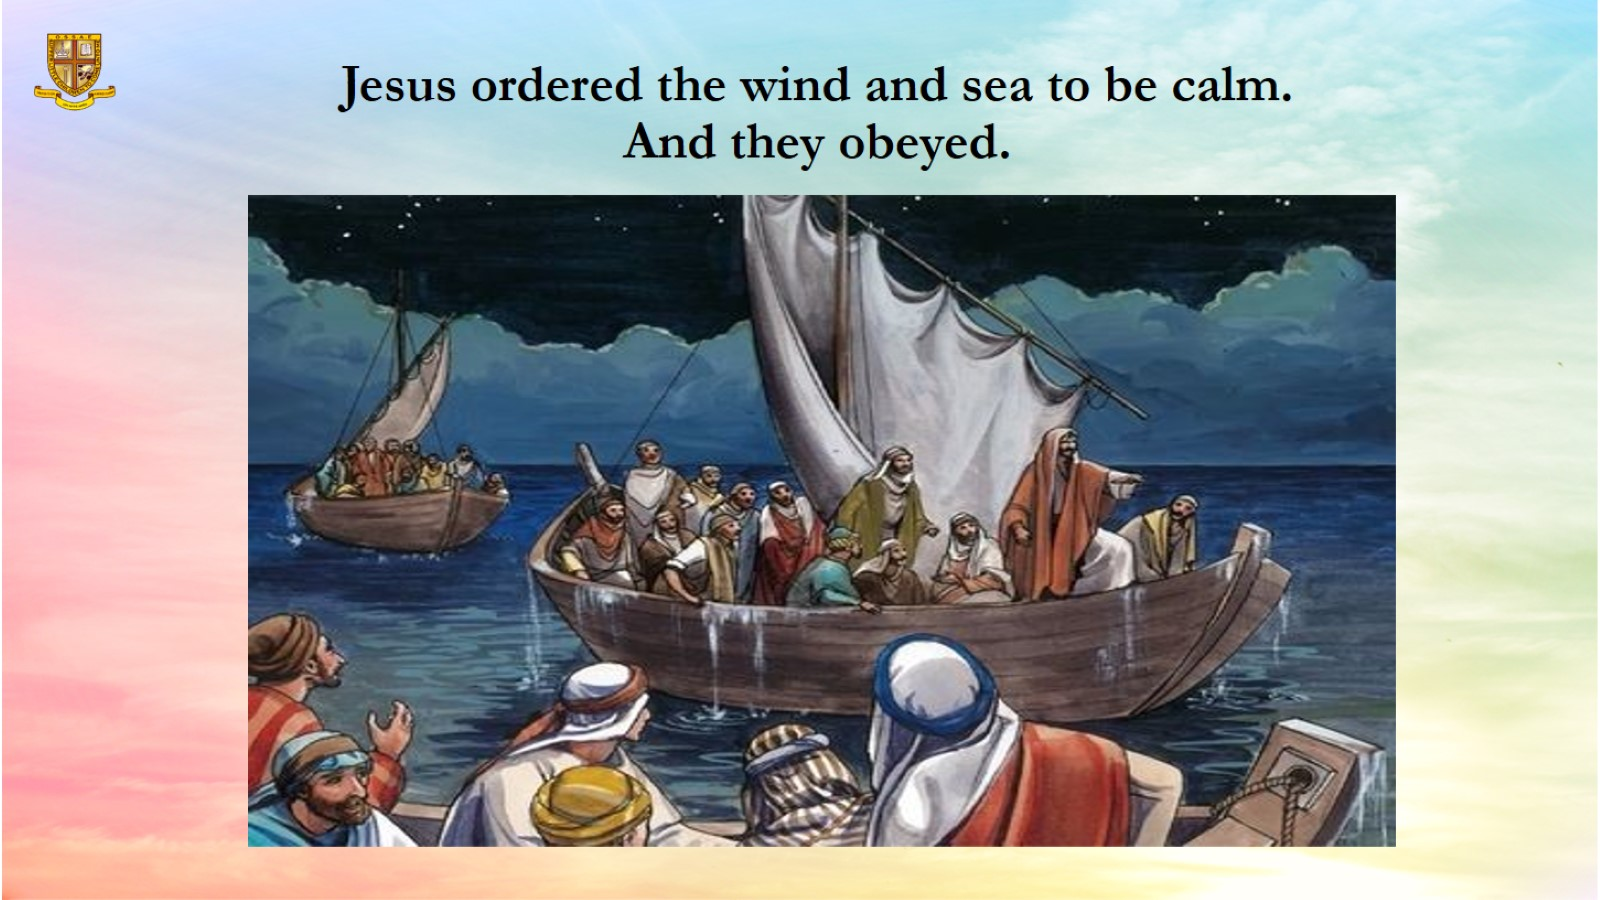 Jesus ordered the wind and sea to be calm.
And they obeyed.